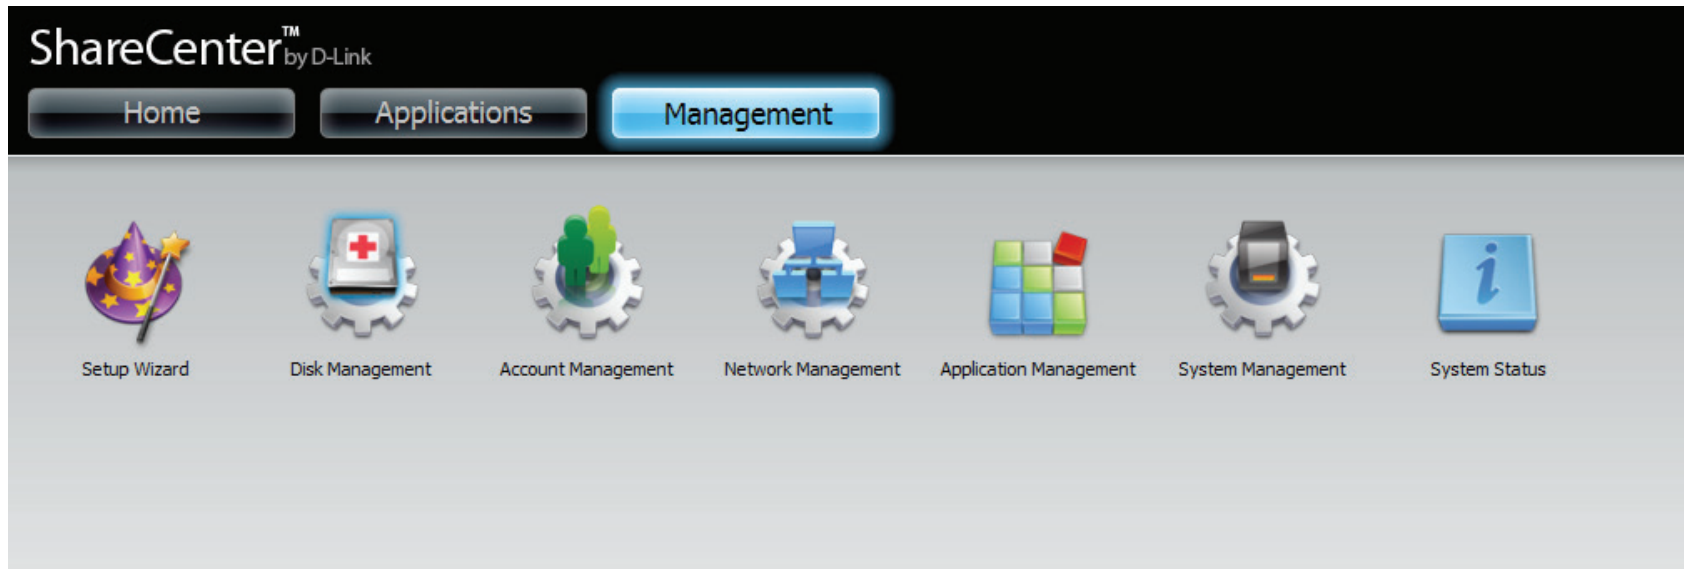 ShareCenter™ by D-Link
Home Applications Management
Setup Wizard Disk Management Account Management Network Management Application Management System Management System Status